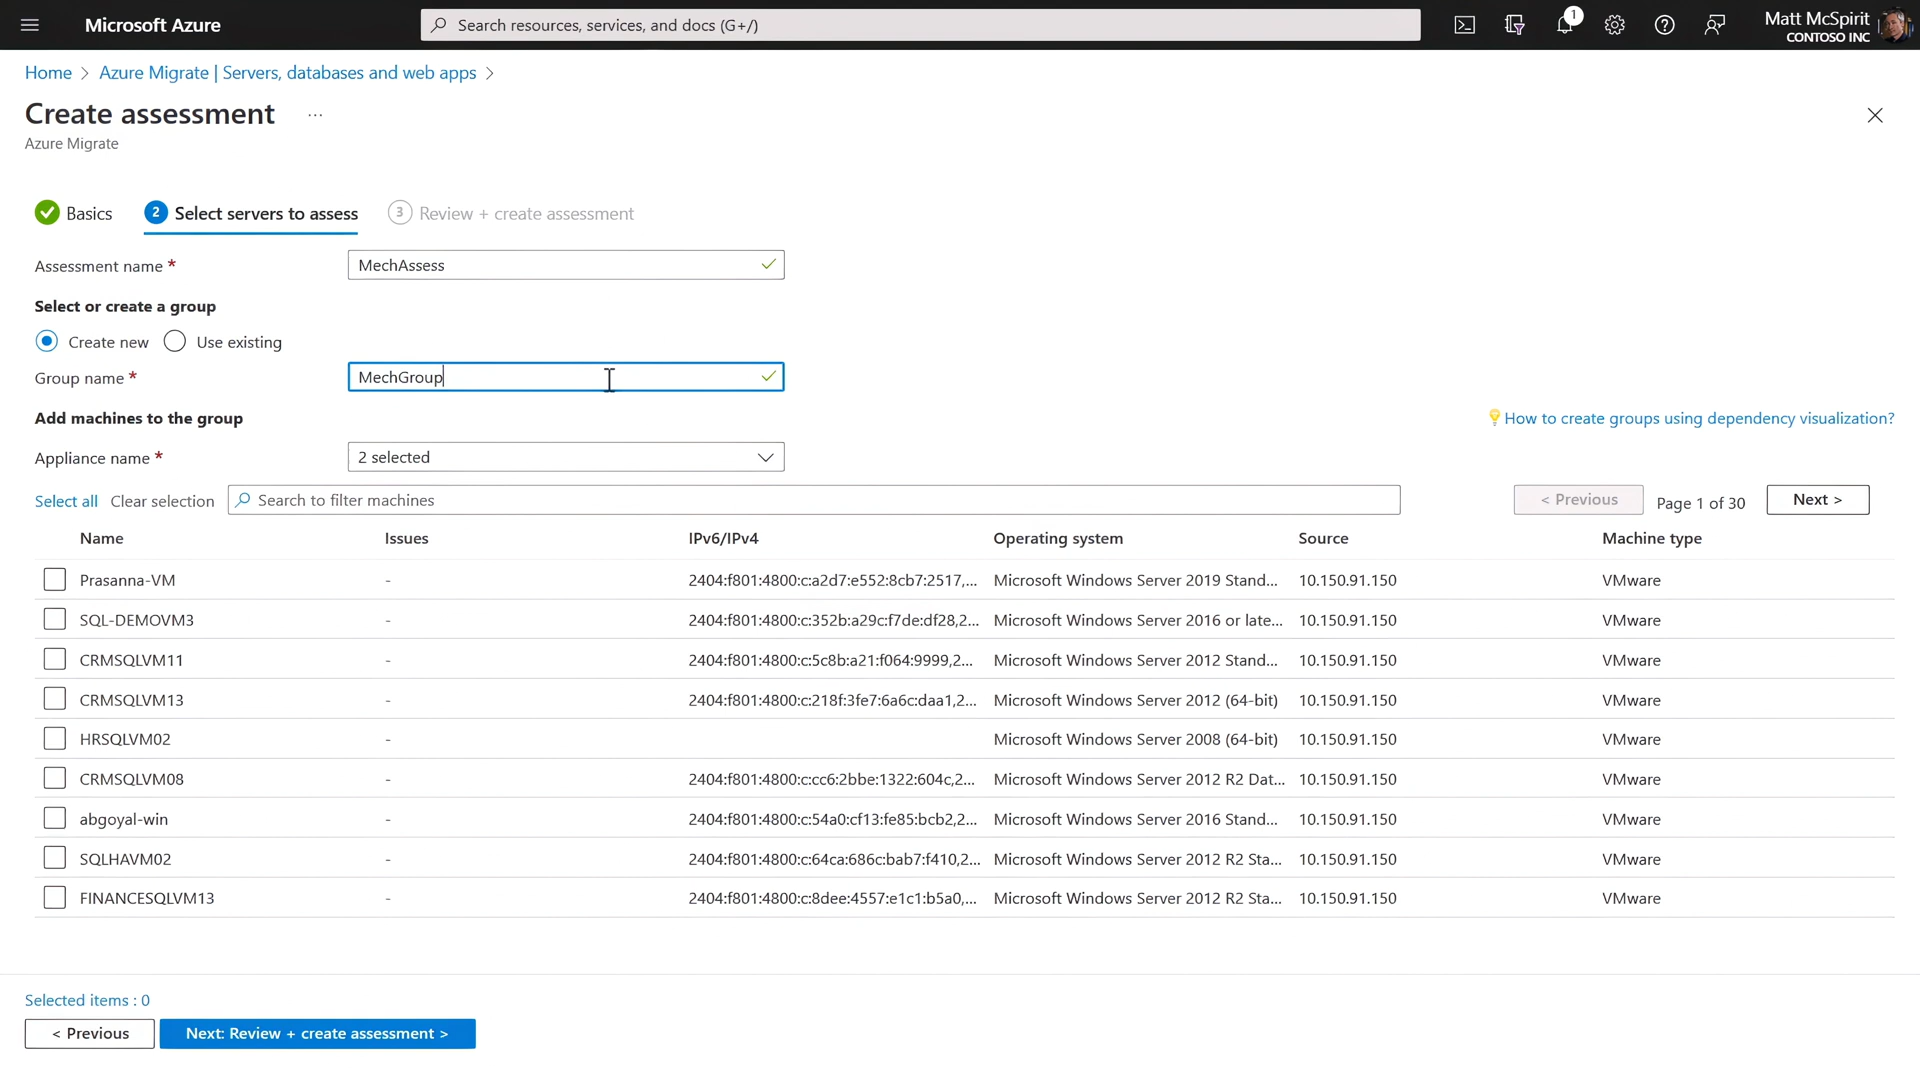 Microsoft Azure
Search resources, services, and docs (G+/)
1
Matt McSpirit
CONTOSO INC
Home > Azure Migrate | Servers, databases and web apps >
Create assessment ...
Azure Migrate
Basics
2 Select servers to assess
3 Review + create assessment
Assessment name * MechAssess
Select or create a group
Create new Use existing
Group name * MechGroup
Add machines to the group
How to create groups using dependency visualization?
Appliance name * 2 selected
Select all Clear selection Search to filter machines < Previous Page 1 of 30 Next >
Name Issues IPv6/IPv4 Operating system Source Machine type
Prasanna-VM - 2404:f801:4800:c:a2d7:e552:8cb7:2517,... Microsoft Windows Server 2019 Stand... 10.150.91.150 VMware
SQL-DEMOVM3 - 2404:f801:4800:c:352b:a29c:f7de:df28,2... Microsoft Windows Server 2016 or late... 10.150.91.150 VMware
CRMSQLVM11 - 2404:f801:4800:c:5c8b:a21:f064:9999,2... Microsoft Windows Server 2012 Stand... 10.150.91.150 VMware
CRMSQLVM13 - 2404:f801:4800:c:218f:3fe7:6a6c:daa1,2... Microsoft Windows Server 2012 (64-bit) 10.150.91.150 VMware
HRSQLVM02 - Microsoft Windows Server 2008 (64-bit) 10.150.91.150 VMware
CRMSQLVM08 - 2404:f801:4800:c:cc6:2bbe:1322:604c,2... Microsoft Windows Server 2012 R2 Dat... 10.150.91.150 VMware
abgoyal-win - 2404:f801:4800:c:54a0:cf13:fe85:bcb2,2... Microsoft Windows Server 2016 Stand... 10.150.91.150 VMware
SQLHAVM02 - 2404:f801:4800:c:64ca:686c:bab7:f410,2... Microsoft Windows Server 2012 R2 Sta... 10.150.91.150 VMware
FINANCESQLVM13 - 2404:f801:4800:c:8dee:4557:e1c1:b5a0,... Microsoft Windows Server 2012 R2 Sta... 10.150.91.150 VMware
Selected items : 0
< Previous Next: Review + create assessment >